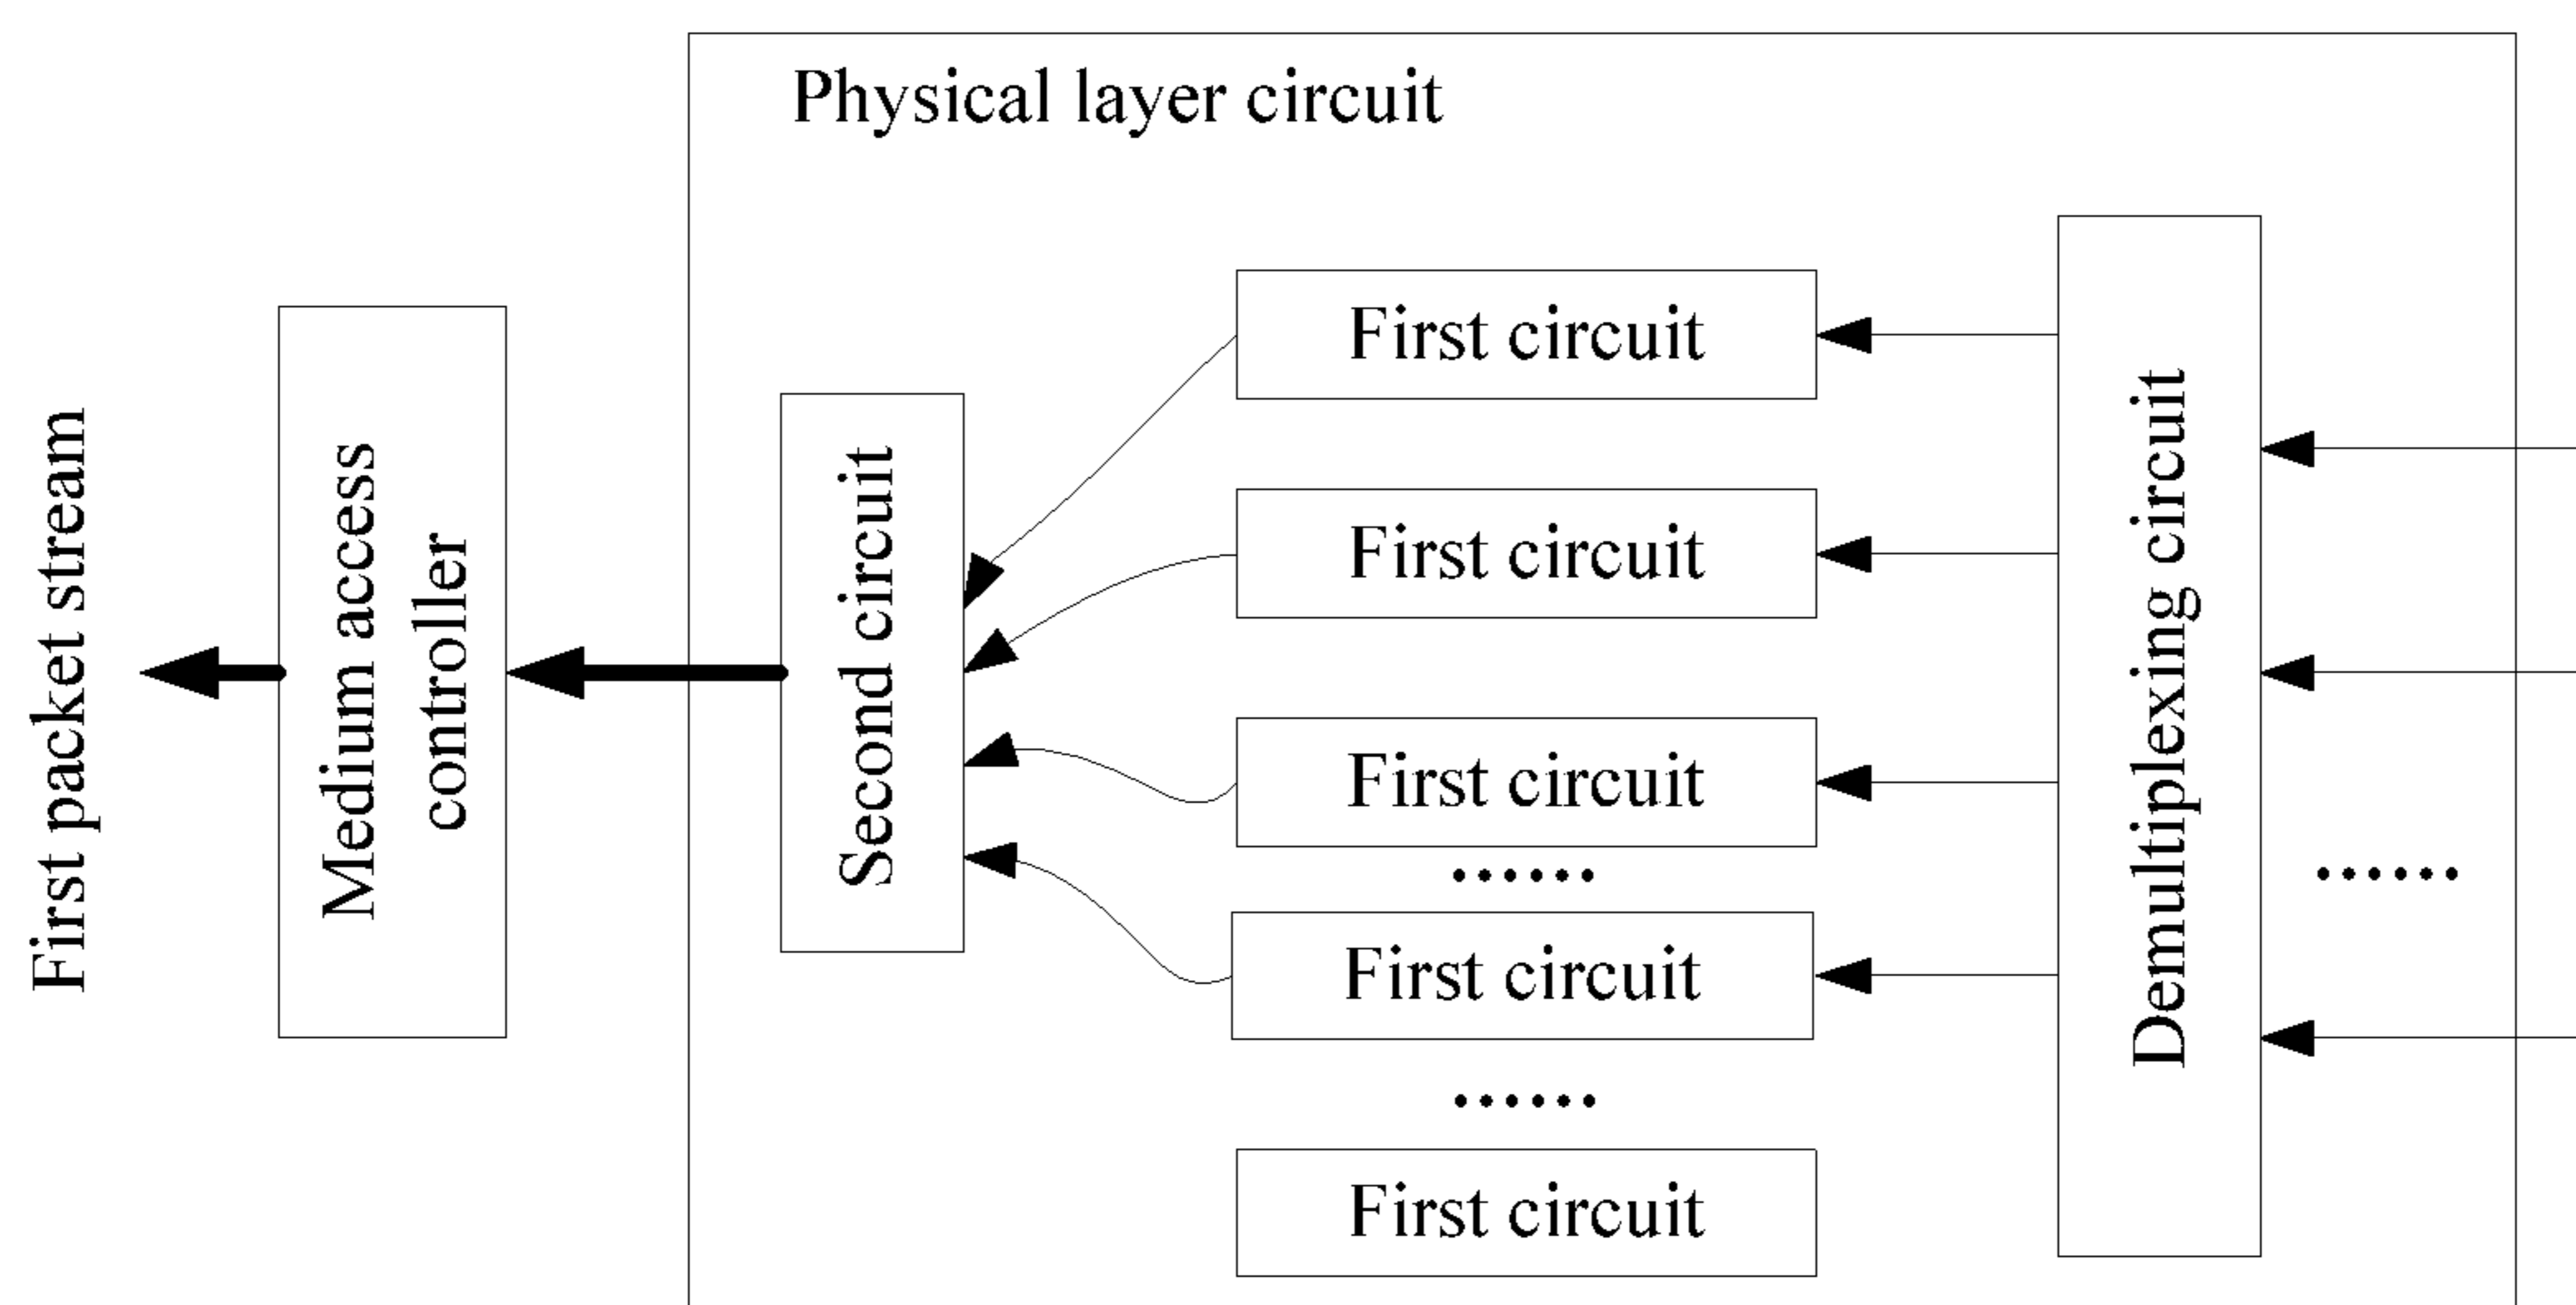 Physical layer circuit
First packet stream
Medium access
controller
Second circuit
First circuit
First circuit
First circuit
......
First circuit
......
First circuit
Demultiplexing circuit
......